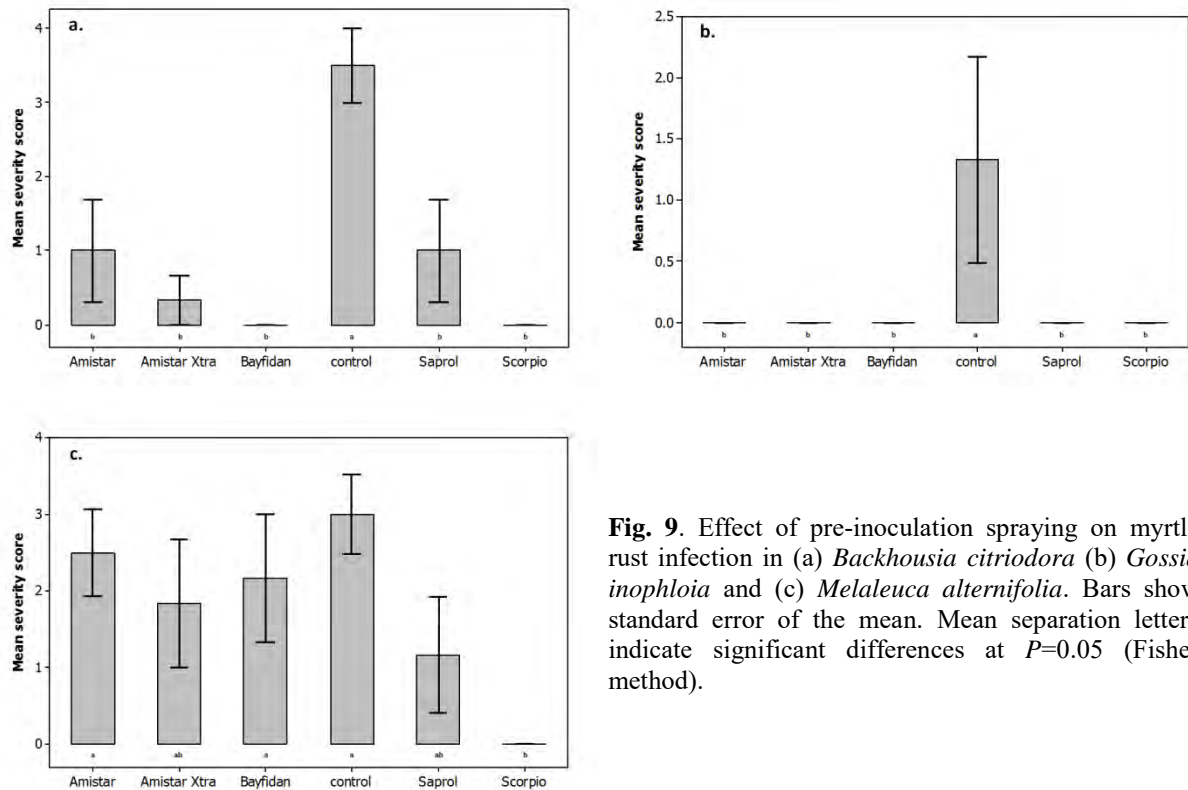 a.
Mean severity score
4
3
2
1
0
b b b a b b
Amistar Amistar Xtra Bayfidan control Saprol Scorpio
b.
Mean severity score
2.5
2.0
1.5
1.0
0.5
0.0
b b b a b b
Amistar Amistar Xtra Bayfidan control Saprol Scorpio
c.
Mean severity score
4
3
2
1
0
a ab a a ab b
Amistar Amistar Xtra Bayfidan control Saprol Scorpio
Fig. 9. Effect of pre-inoculation spraying on myrtl
rust infection in (a) Backhousia citriodora (b) Gossi
inophloia and (c) Melaleuca alternifolia. Bars show
standard error of the mean. Mean separation letter
indicate significant differences at P=0.05 (Fishe
method).